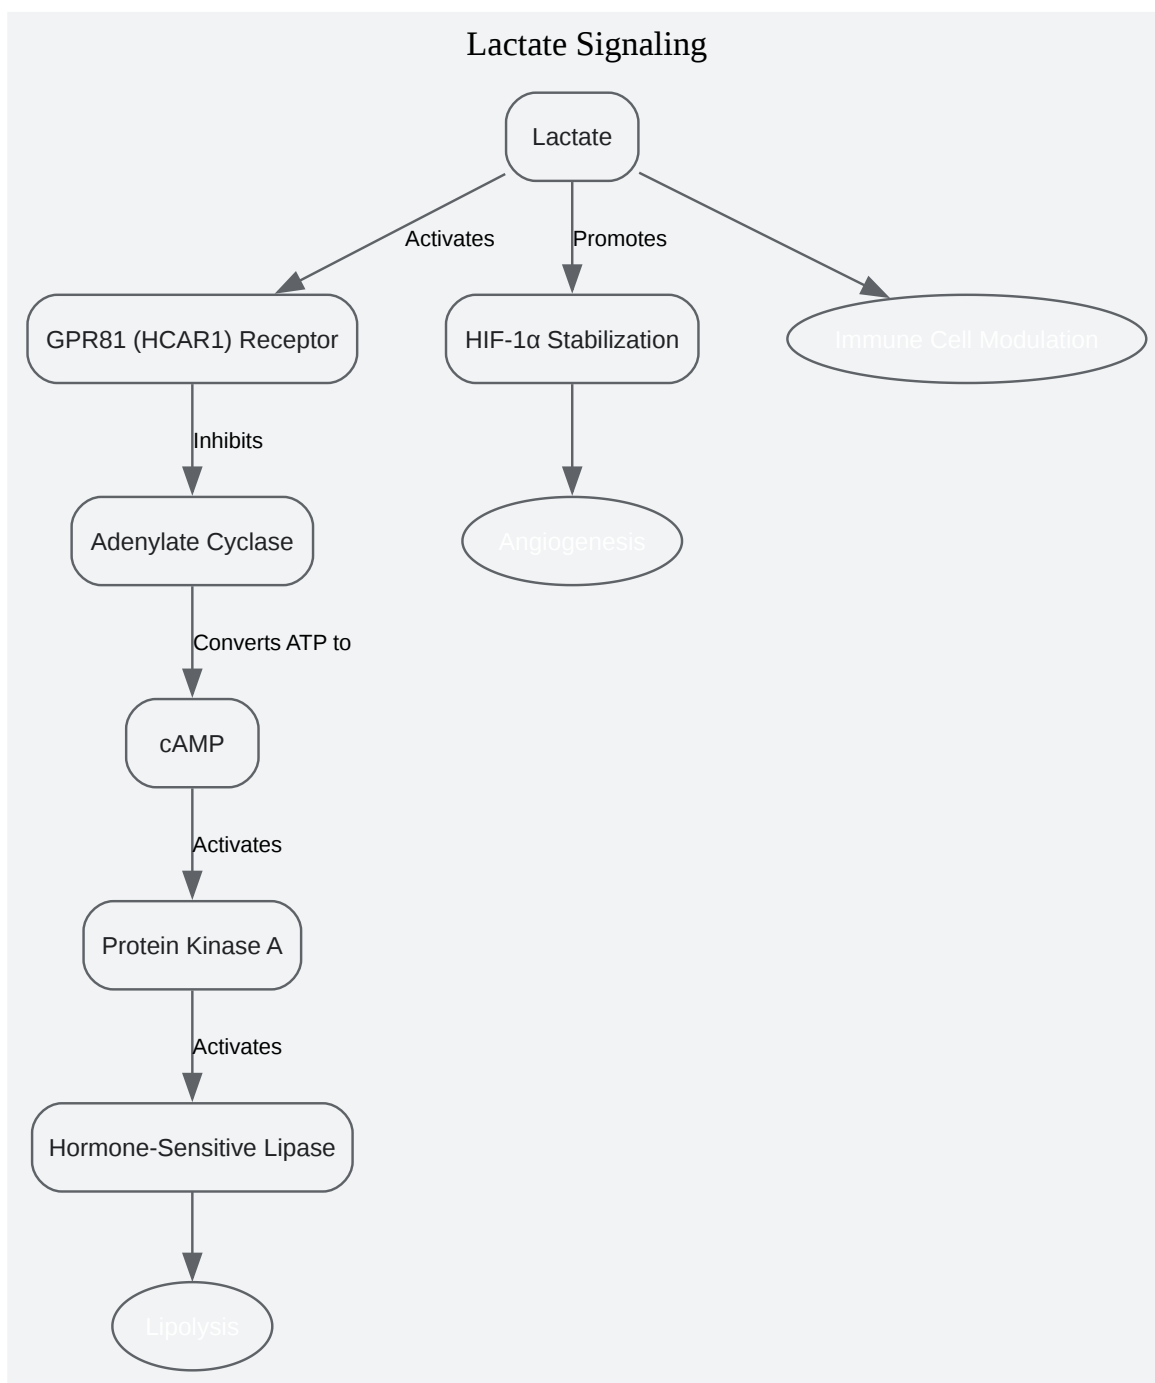 Lactate Signaling
Lactate
Activates
Promotes
GPR81 (HCAR1) Receptor
HIF-1α Stabilization
Immune Cell Modulation
Inhibits
Adenylate Cyclase
Angiogenesis
Converts ATP to
cAMP
Activates
Protein Kinase A
Activates
Hormone-Sensitive Lipase
Lipolysis